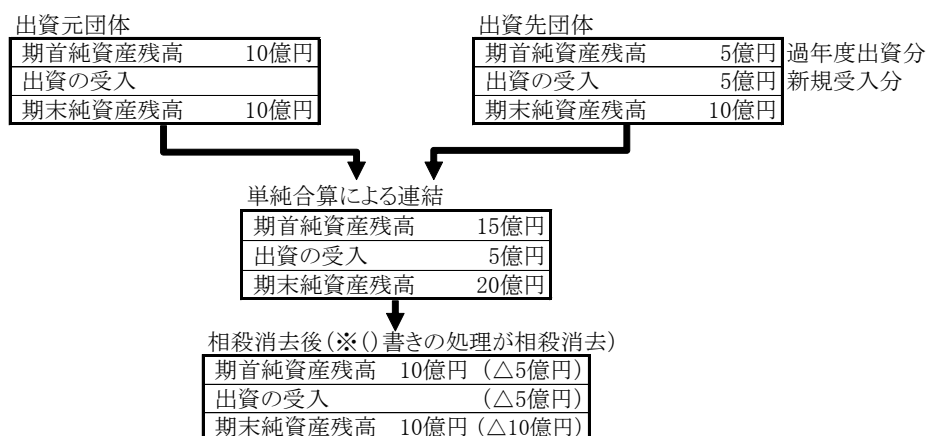 出資元団体
期首純資産残高 10億円
出資の受入
期末純資産残高 10億円
出資先団体
期首純資産残高 5億円 過年度出資分
出資の受入 5億円 新規受入分
期末純資産残高 10億円
単純合算による連結
期首純資産残高 15億円
出資の受入 5億円
期末純資産残高 20億円
相殺消去後(※()書きの処理が相殺消去)
期首純資産残高 10億円 (△5億円)
出資の受入 (△5億円)
期末純資産残高 10億円 (△10億円)